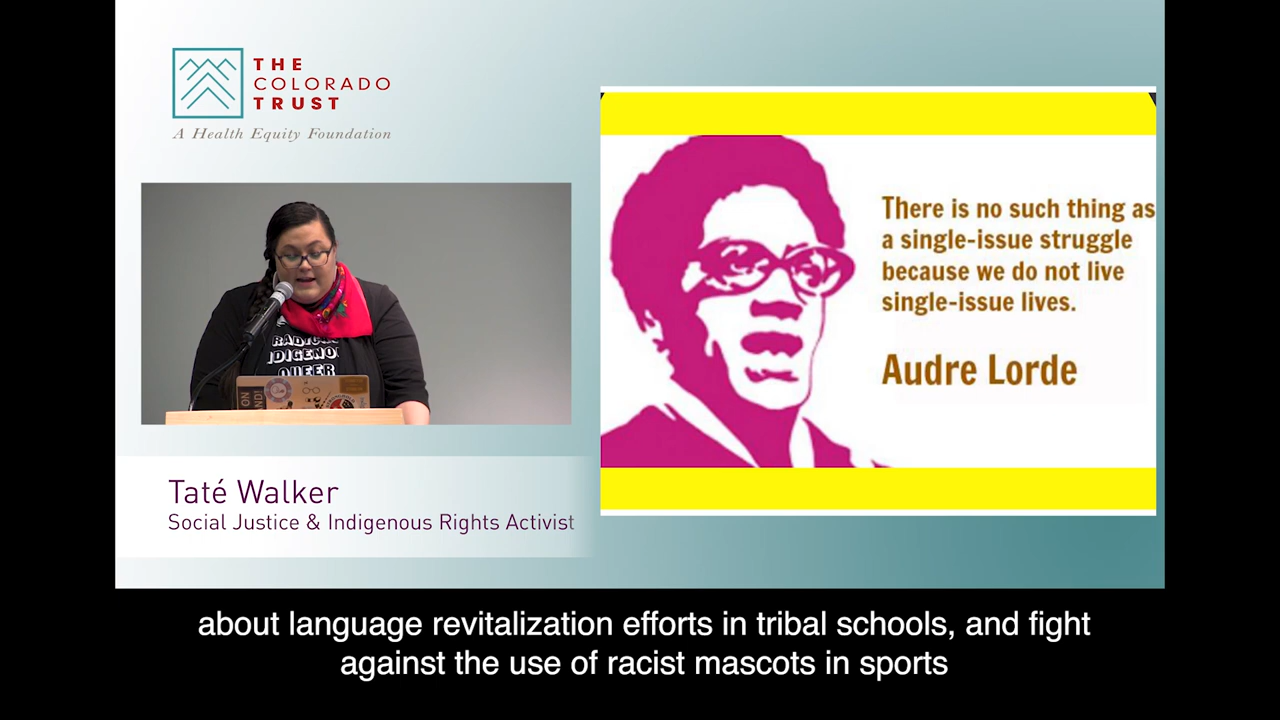 THE
COLORADO
TRUST
A Health Equity Foundation
There is no such thing as
a single-issue struggle
because we do not live
single-issue lives.
Audre Lorde
QUEER
ON
Taté Walker
Social Justice & Indigenous Rights Activist
about language revitalization efforts in tribal schools, and fight
against the use of racist mascots in sports